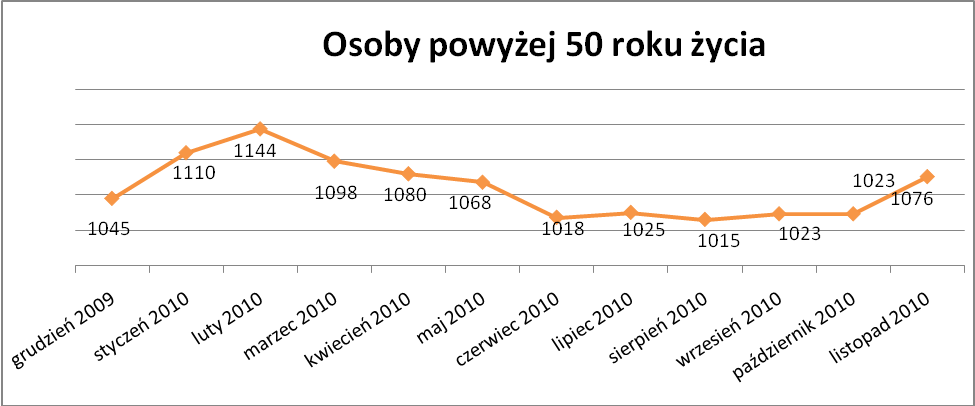 Osoby powyżej 50 roku życia
1045
1110
1144
1098
1080
1068
1018
1025
1015
1023
1023
1076
grudzień 2009
styczeń 2010
luty 2010
marzec 2010
kwiecień 2010
maj 2010
czerwiec 2010
lipiec 2010
sierpień 2010
wrzesień 2010
październik 2010
listopad 2010